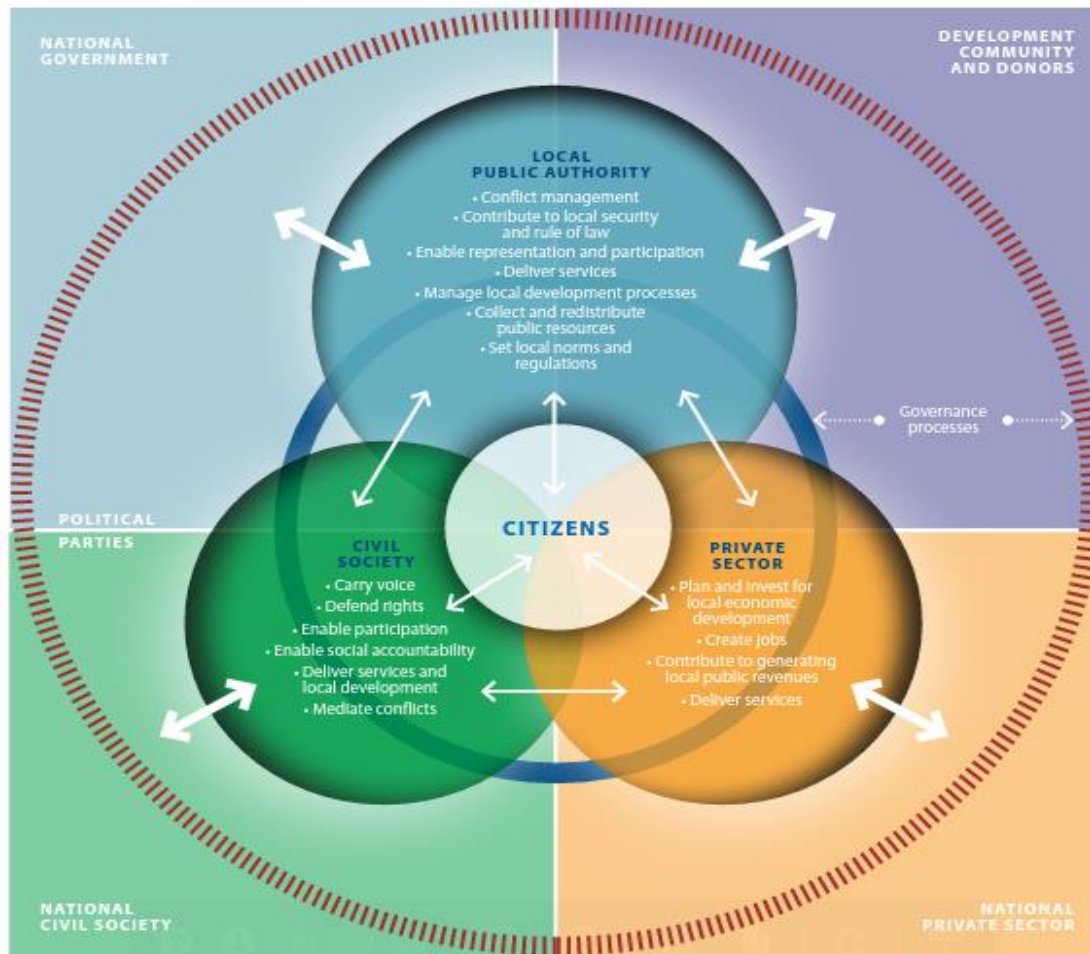 NATIONAL
GOVERNMENT
DEVELOPMENT
COMMUNITY
AND DONORS
LOCAL
PUBLIC AUTHORITY
• Conflict management
• Contribute to local security
and rule of law
• Enable representation and participation
• Deliver services
• Manage local development processes
• Collect and redistribute
public resources
• Set local norms and
regulations
Governance
processes
POLITICAL
PARTIES
CITIZENS
CIVIL
SOCIETY
• Carry voice
• Defend rights
• Enable participation
• Enable social accountability
• Deliver services and
local development
• Mediate conflicts
PRIVATE
SECTOR
• Plan and invest for
local economic
development
• Create jobs
• Contribute to generating
local public revenues
• Deliver services
NATIONAL
CIVIL SOCIETY
NATIONAL
PRIVATE SECTOR